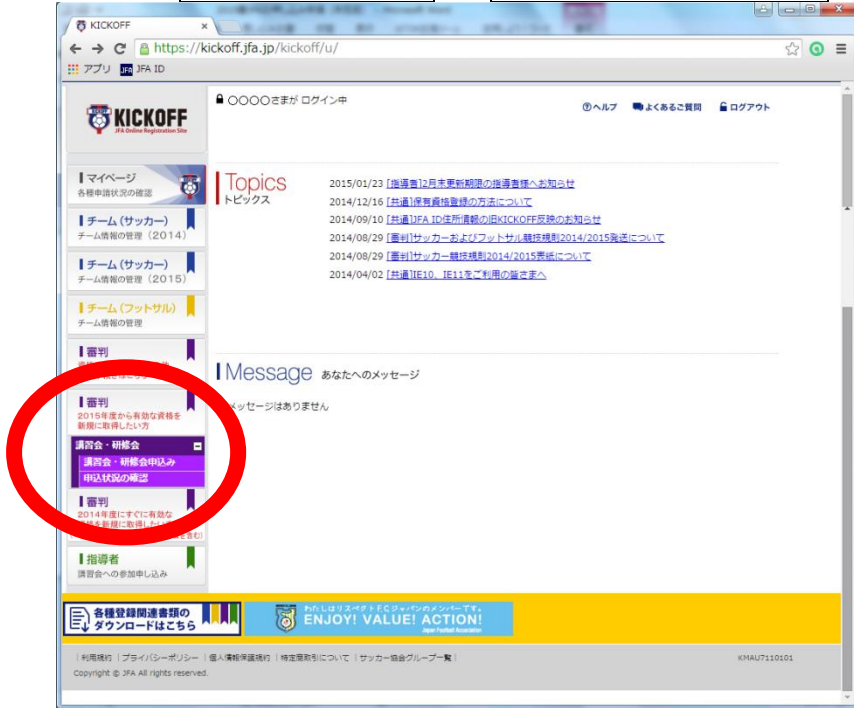 KICKOFF
https://kickoff.jfa.jp/kickoff/u/
アプリ JFA JFA ID
KICKOFF
JFA Online Registration Site
○○○○さまが ログイン中
ヘルプ
よくあるご質問
ログアウト
マイページ
各種申請状況の確認
チーム(サッカー)
チーム情報の管理(2014)
チーム(サッカー)
チーム情報の管理(2015)
チーム(フットサル)
チーム情報の管理
審判
審判
2015年度から有効な資格を
新規に取得したい方
講習会・研修会
講習会・研修会申込み
申込状況の確認
審判
2014年度にすぐに有効な
指導者
講習会への参加申し込み
Topics
トピックス
2015/01/23 [指導者]2月末更新期限の指導者様へお知らせ
2014/12/16 [共通]保有資格登録の方法について
2014/09/10 [共通]JFA ID住所情報の旧KICKOFF反映のお知らせ
2014/08/29 [審判]サッカーおよびフットサル競技規則2014/2015発送について
2014/08/29 [審判]サッカー競技規則2014/2015表紙について
2014/04/02 [共通]IE10、IE11をご利用の皆さまへ
Message あなたへのメッセージ
メッセージはありません
各種登録関連書類の
ダウンロードはこちら
わたしはリスペクトF.C.ジャパンのメンバーです。
ENJOY! VALUE! ACTION!
Japan Football Association
| 利用規約 | プライバシーポリシー | 個人情報保護規約 | 特定商取引について | サッカー協会グループ一覧 |
KMAU7110101
Copyright © JFA All rights reserved.